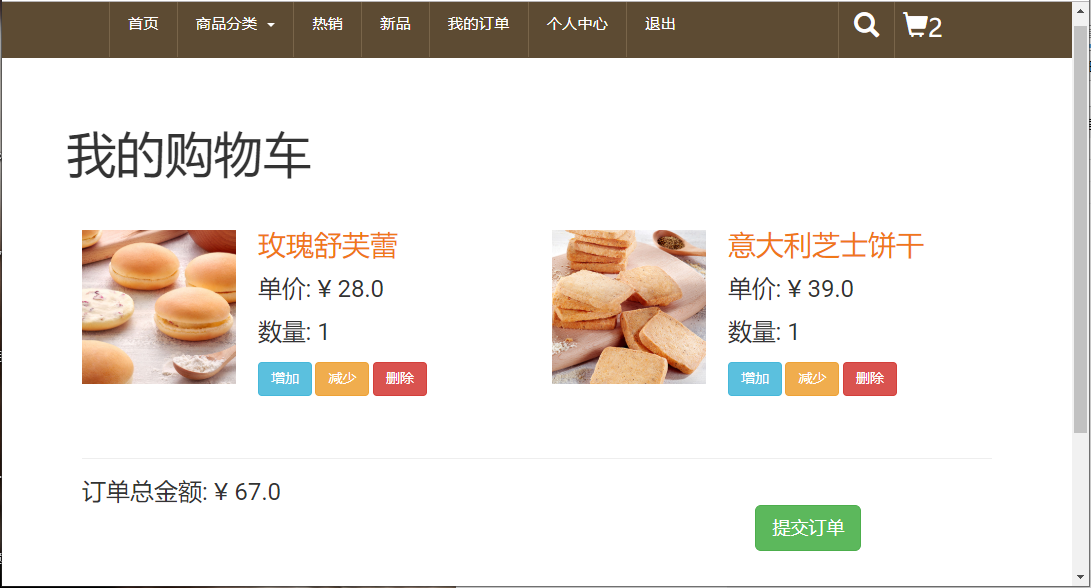 首页 商品分类 热销 新品 我的订单 个人中心 退出 2
我的购物车
玫瑰舒芙蕾
单价: ¥ 28.0
数量: 1
增加 减少 删除
意大利芝士饼干
单价: ¥ 39.0
数量: 1
增加 减少 删除
订单总金额: ¥ 67.0
提交订单